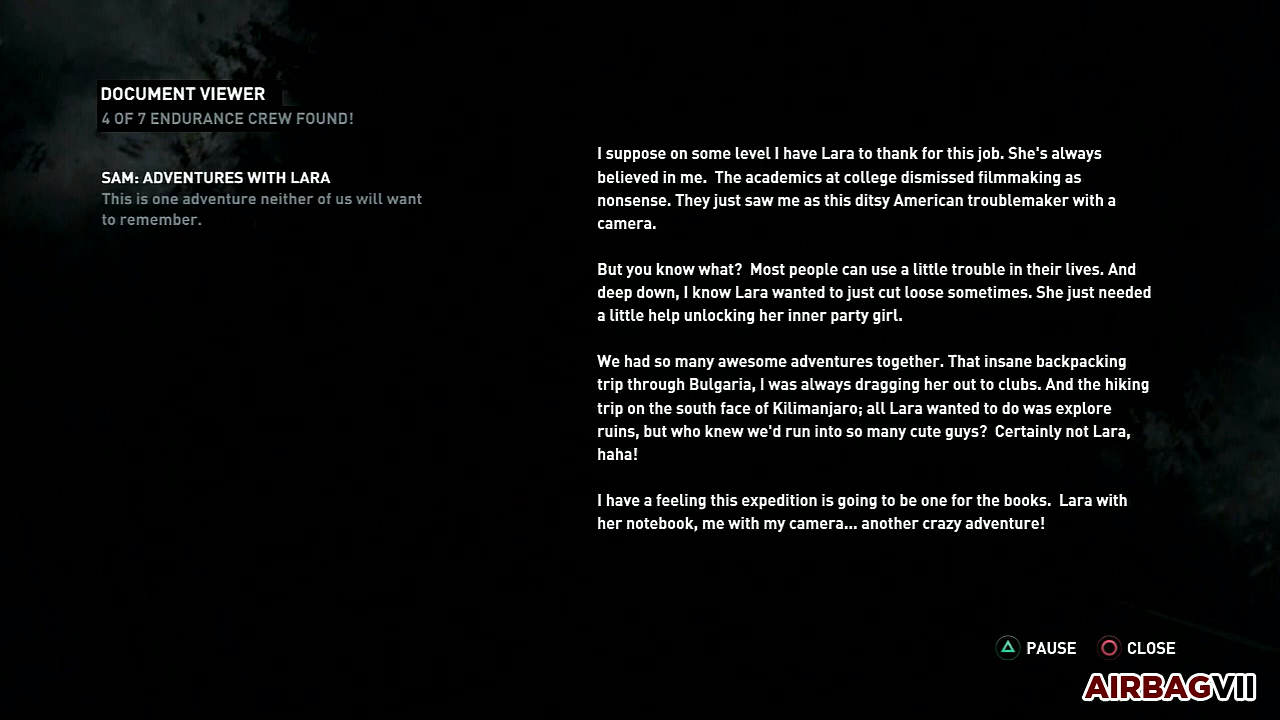 DOCUMENT VIEWER
4 OF 7 ENDURANCE CREW FOUND!
SAM: ADVENTURES WITH LARA
This is one adventure neither of us will want
to remember.
I suppose on some level I have Lara to thank for this job. She's always
believed in me.  The academics at college dismissed filmmaking as
nonsense. They just saw me as this ditsy American troublemaker with a
camera.
But you know what?  Most people can use a little trouble in their lives. And
deep down, I know Lara wanted to just cut loose sometimes. She just needed
a little help unlocking her inner party girl.
We had so many awesome adventures together. That insane backpacking
trip through Bulgaria, I was always dragging her out to clubs. And the hiking
trip on the south face of Kilimanjaro; all Lara wanted to do was explore
ruins, but who knew we'd run into so many cute guys?  Certainly not Lara,
haha!
I have a feeling this expedition is going to be one for the books.  Lara with
her notebook, me with my camera... another crazy adventure!
PAUSE CLOSE
AIRBAGVII